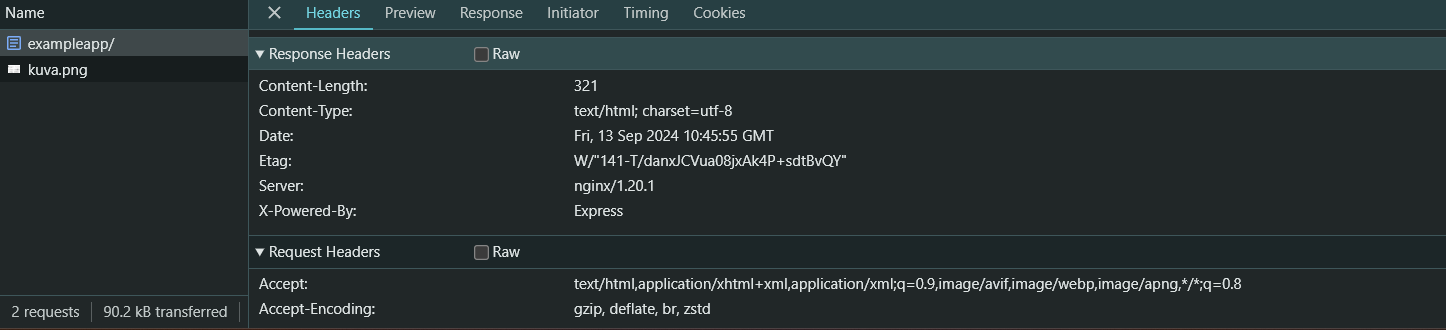 Name
Headers Preview Response Initiator Timing Cookies
exampleapp/
kuva.png
Response Headers Raw
Content-Length: 321
Content-Type: text/html; charset=utf-8
Date: Fri, 13 Sep 2024 10:45:55 GMT
Etag: W/"141-T/danxJCVua08jxAk4P+sdtBvQY"
Server: nginx/1.20.1
X-Powered-By: Express
Request Headers Raw
Accept: text/html,application/xhtml+xml,application/xml;q=0.9,image/avif,image/webp,image/apng,*/*;q=0.8
Accept-Encoding: gzip, deflate, br, zstd
2 requests 90.2 kB transferred